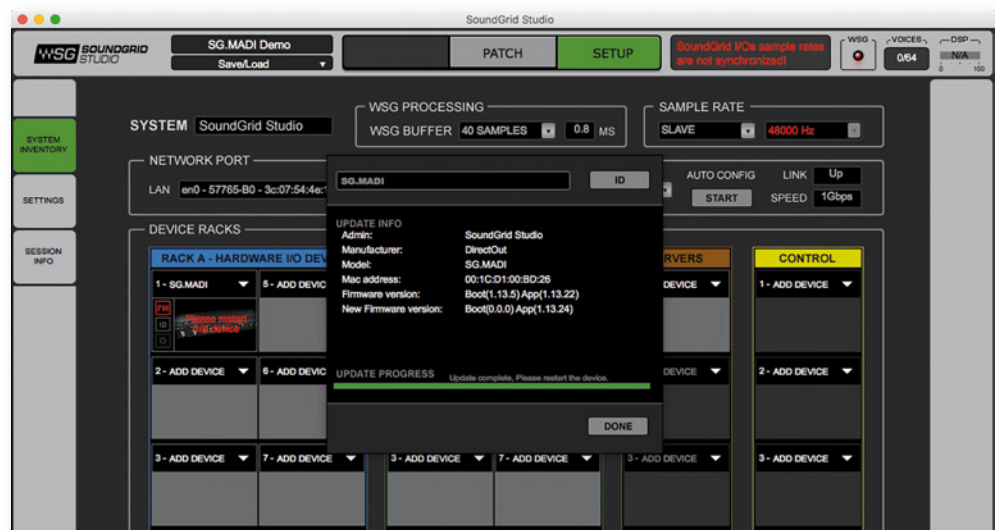 SoundGrid Studio
WSG SOUNDGRID STUDIO
SG.MADI Demo
Save/Load
PATCH
SETUP
SoundGrid I/Os sample rates
are not synchronized!
WSG
VOICES
0/64
DSP
N/A
0 100
SYSTEM
INVENTORY
SETTINGS
SESSION
INFO
SYSTEM SoundGrid Studio
WSG PROCESSING
WSG BUFFER 40 SAMPLES 0.8 MS
SAMPLE RATE
SLAVE 48000 Hz
NETWORK PORT
LAN en0 - 57765-B0 - 3c:07:54:4e:
AUTO CONFIG
START
LINK Up
SPEED 1Gbps
DEVICE RACKS
RACK A - HARDWARE I/O DEV
RVERS
CONTROL
1 - SG.MADI
5 - ADD DEVIC
DEVICE
1 - ADD DEVICE
FW
ID
Please restart
this device
2 - ADD DEVICE
6 - ADD DEVIC
DEVICE
2 - ADD DEVICE
3 - ADD DEVICE
7 - ADD DEVICE
3 - ADD DEVICE
7 - ADD DEVICE
3 - ADD DEVICE
3 - ADD DEVICE
SG.MADI
ID
UPDATE INFO
Admin: SoundGrid Studio
Manufacturer: DirectOut
Model: SG.MADI
Mac address: 00:1C:D1:00:BD:26
Firmware version: Boot(1.13.5) App(1.13.22)
New Firmware version: Boot(0.0.0) App(1.13.24)
UPDATE PROGRESS Update complete, Please restart the device.
DONE